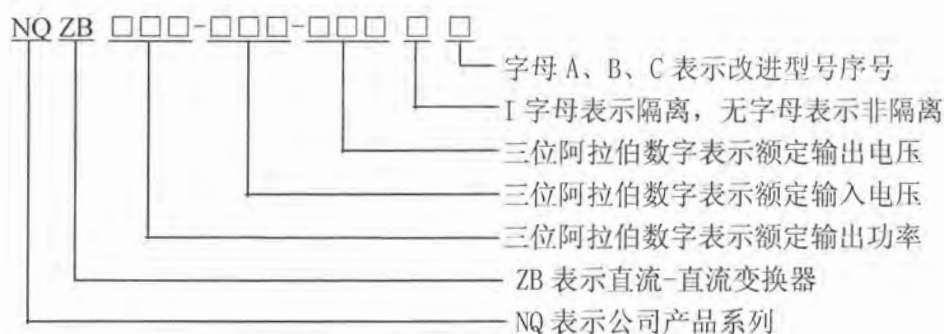 NQ ZB □□□-□□□-□□□ □ □
字母 A、B、C 表示改进型号序号
I 字母表示隔离，无字母表示非隔离
三位阿拉伯数字表示额定输出电压
三位阿拉伯数字表示额定输入电压
三位阿拉伯数字表示额定输出功率
ZB 表示直流-直流变换器
NQ 表示公司产品系列